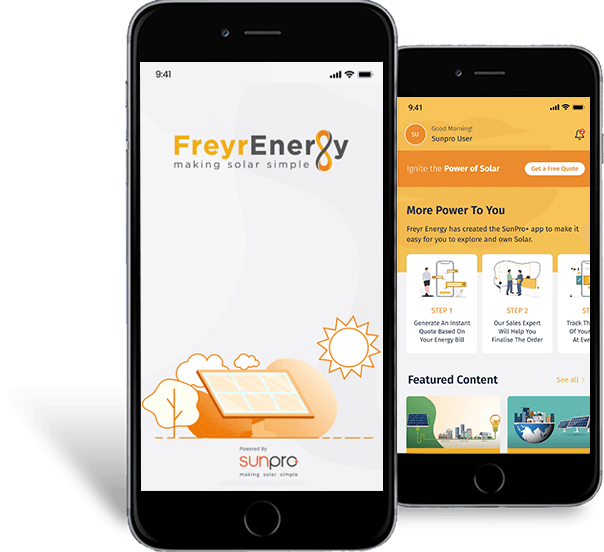 9:41
FreyrEnergy
making solar simple
Powered By
sunpro
making solar simple
9:41
SU
Good Morning!
Sunpro User
Ignite the Power of Solar
Get a Free Quote
More Power To You
Freyr Energy has created the SunPro+ app to make it
easy for you to explore and own Solar.
STEP 1
Generate An Instant
Quote Based On
Your Energy Bill
STEP 2
Our Sales Expert
Will Help You
Finalise The Order
ST
Track Th
Of Your
At Eve
Featured Content
See all >